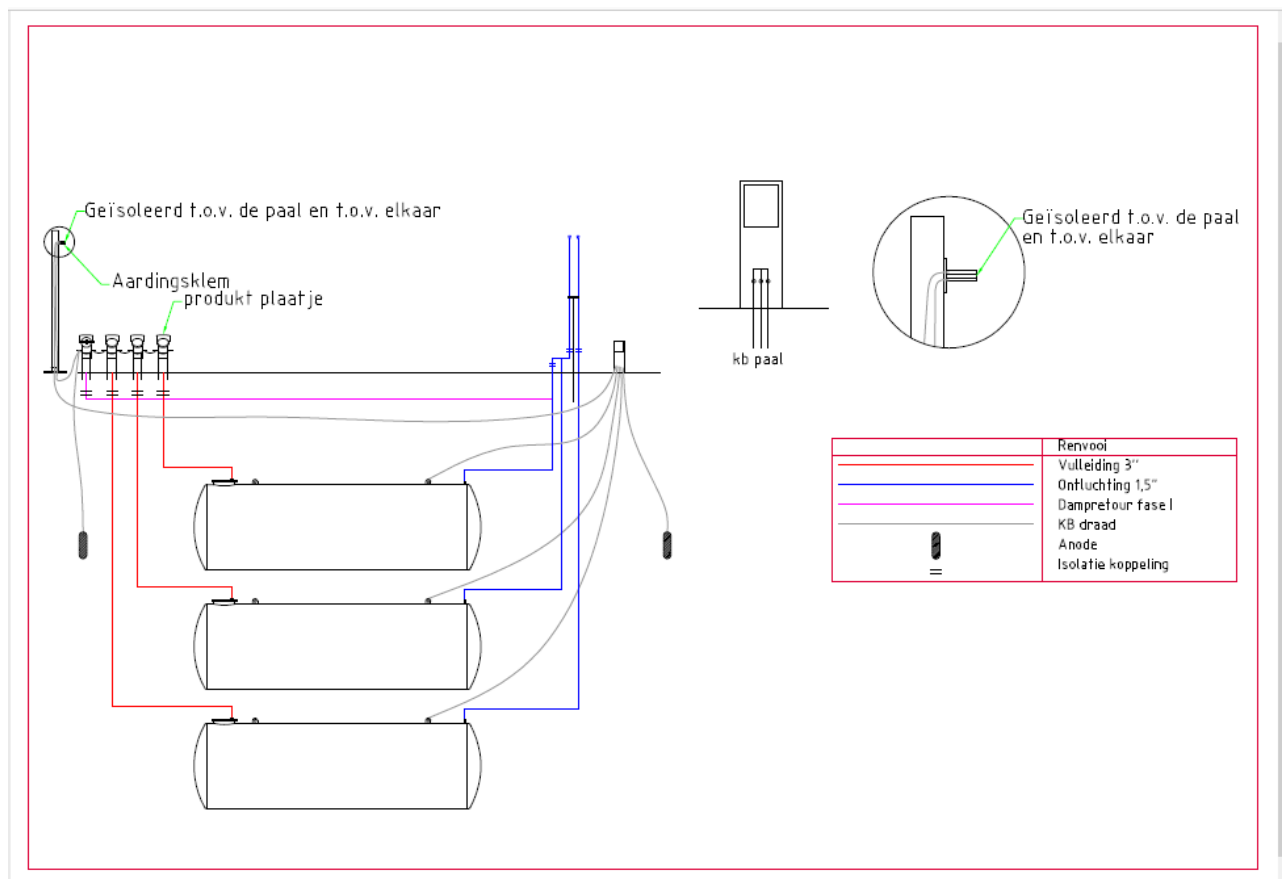 Geïsoleerd t.o.v. de paal en t.o.v. elkaar
Aardingsklem
produkt plaatje
kb paal
Geïsoleerd t.o.v. de paal
en t.o.v. elkaar
Renvooi
Vulleiding 3"
Ontluchting 1,5"
Dampretour fase I
KB draad
Anode
Isolatie koppeling